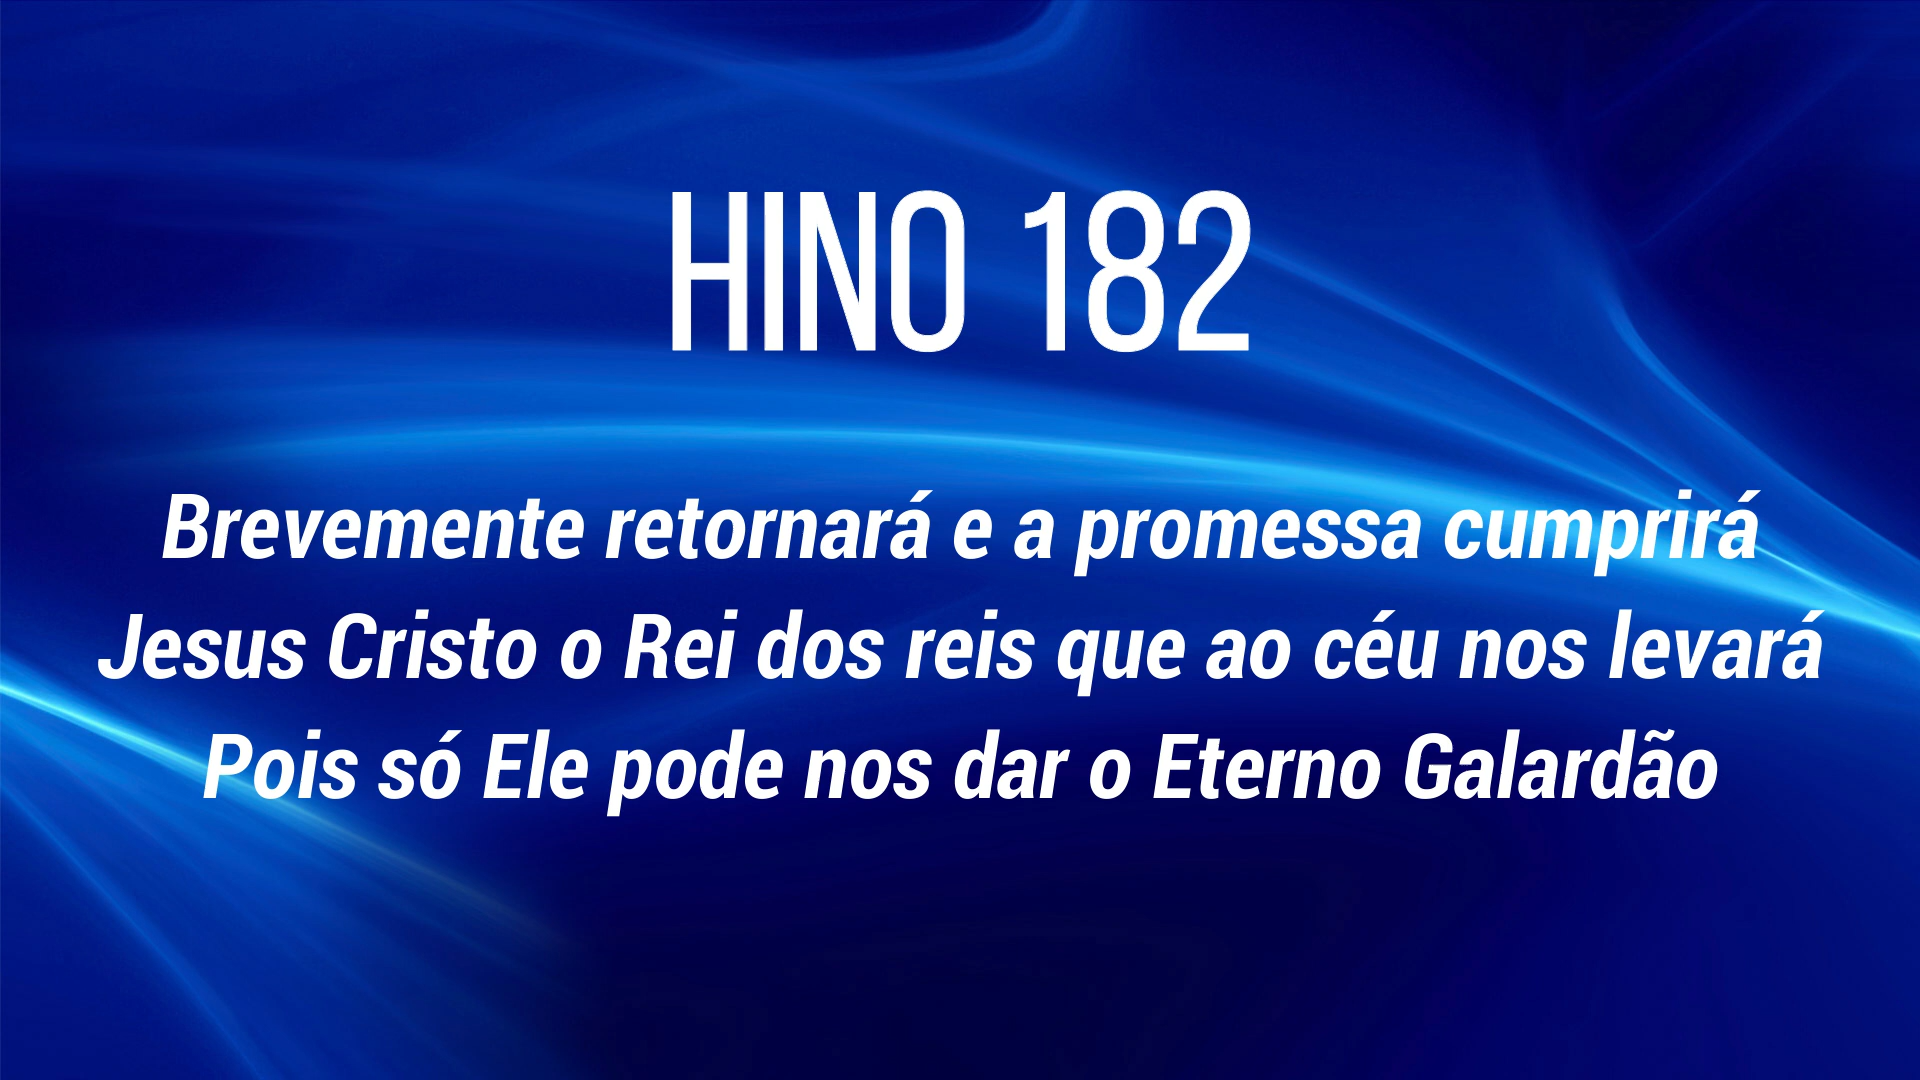 HINO 182
Brevemente retornará e a promessa cumprirá
Jesus Cristo o Rei dos reis que ao céu nos levará
Pois só Ele pode nos dar o Eterno Galardão